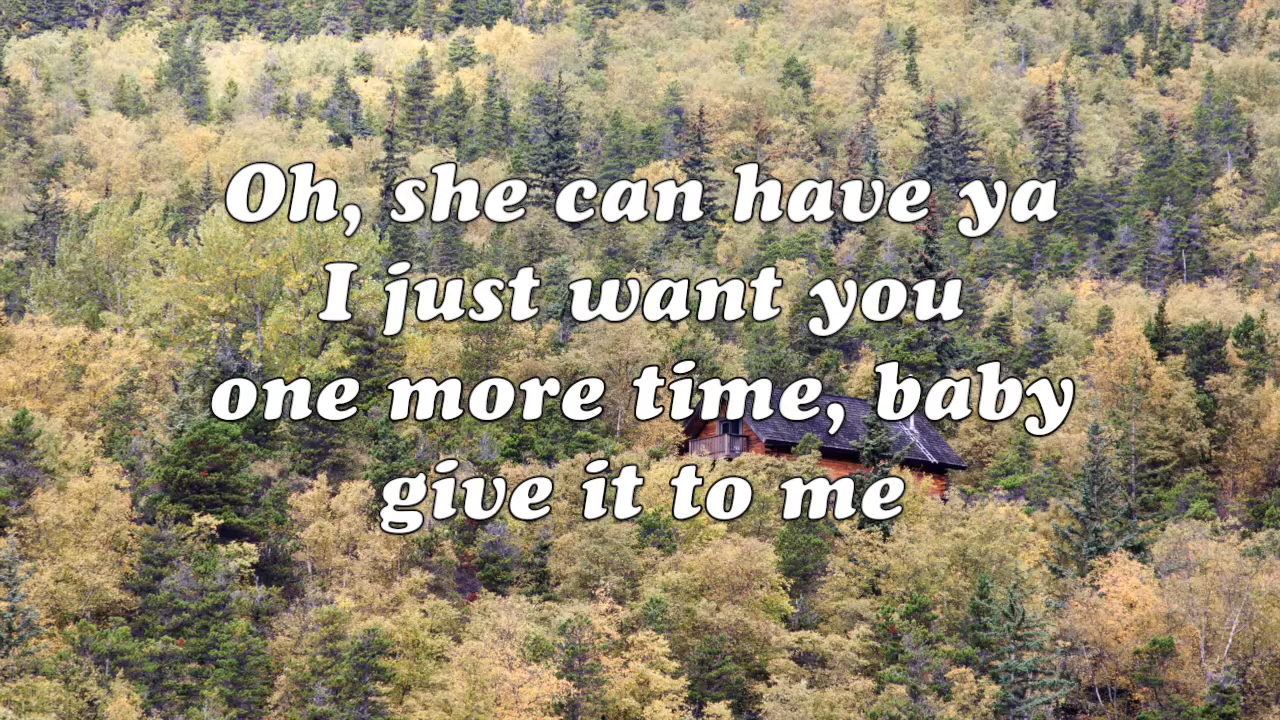 Oh, she can have ya
I just want you
one more time, baby
give it to me